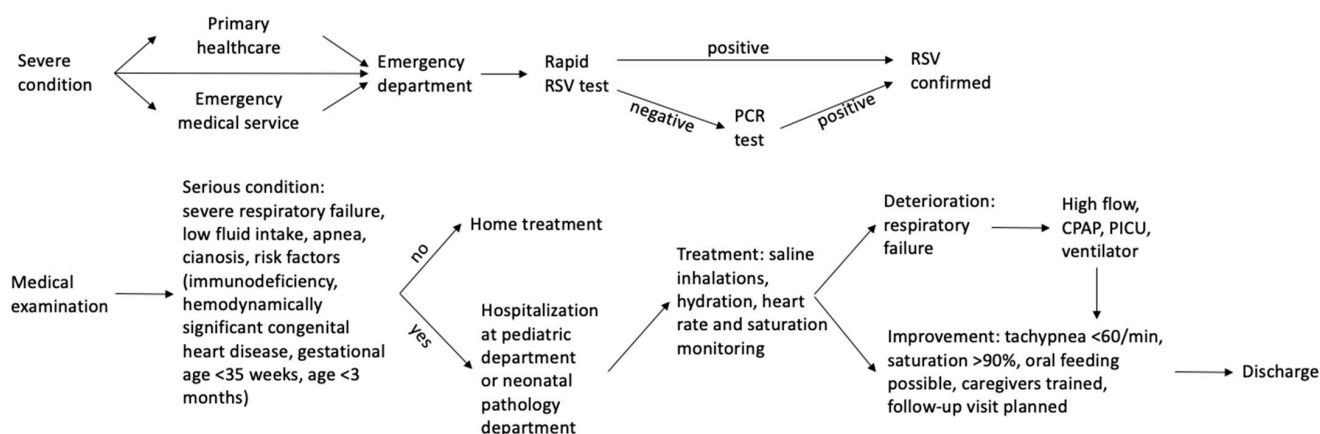 Severe
condition
Primary
healthcare
Emergency
medical service
Emergency
department
Rapid
RSV test
positive
negative
PCR
test
positive
RSV
confirmed
Medical
examination
Serious condition:
severe respiratory failure,
low fluid intake, apnea,
cianosis, risk factors
(immunodeficiency,
hemodynamically
significant congenital
heart disease, gestational
age <35 weeks, age <3
months)
no
Home treatment
yes
Hospitalization
at pediatric
department
or neonatal
pathology
department
Treatment: saline
inhalations,
hydration, heart
rate and saturation
monitoring
Deterioration:
respiratory
failure
High flow,
CPAP, PICU,
ventilator
Improvement: tachypnea <60/min,
saturation >90%, oral feeding
possible, caregivers trained,
follow-up visit planned
Discharge